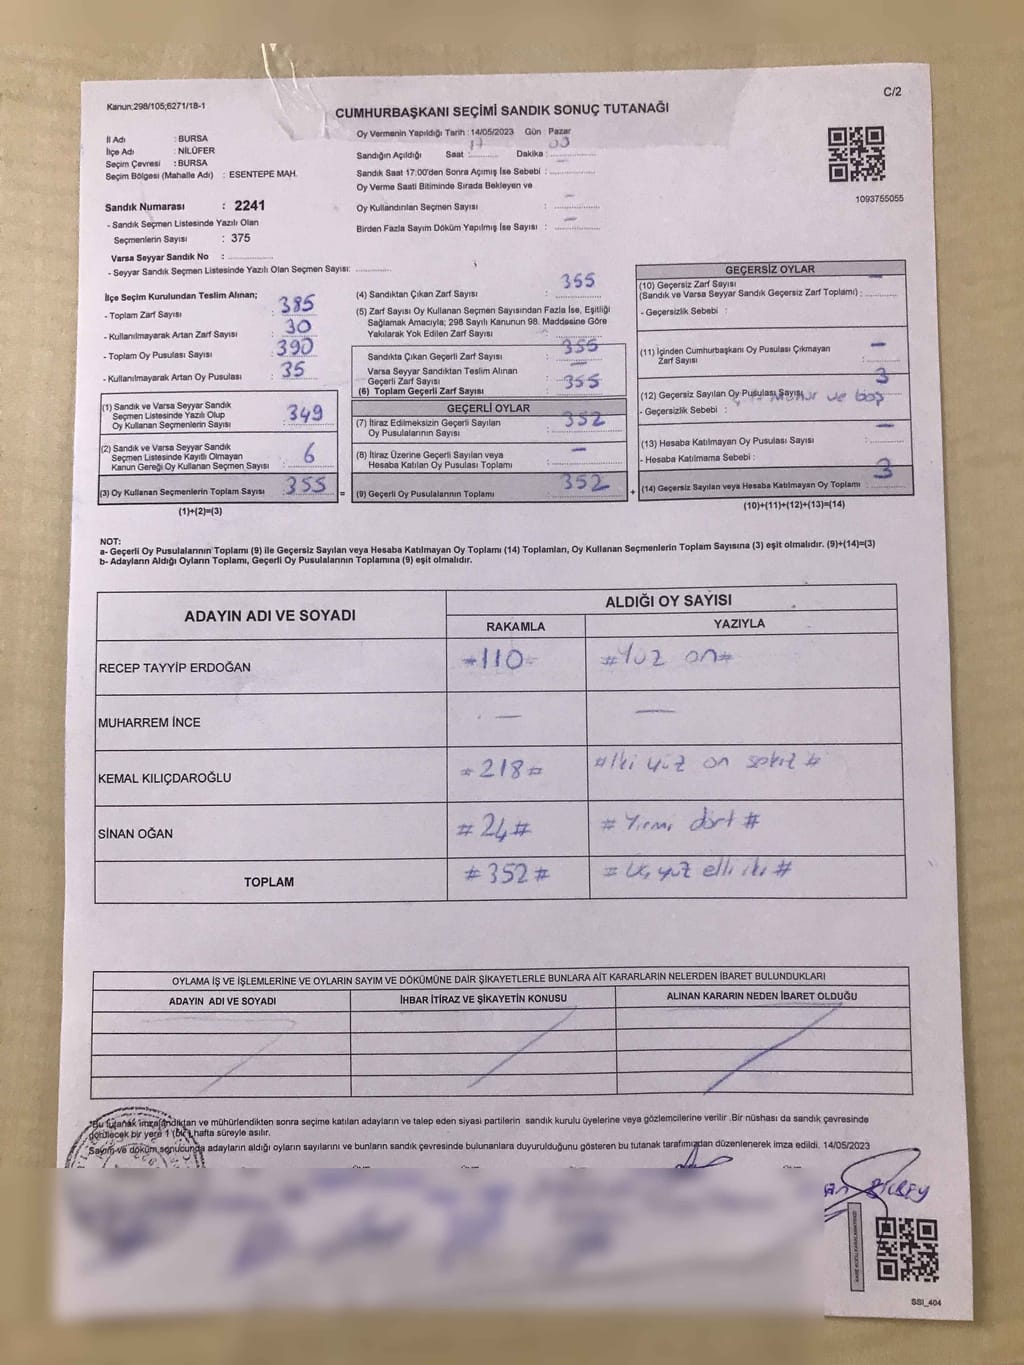 Kanun;298/105;6271/18-1
C/2
CUMHURBAŞKANI SEÇİMİ SANDIK SONUÇ TUTANAĞI
İl Adı : BURSA
İlçe Adı : NİLÜFER
Seçim Çevresi : BURSA
Seçim Bölgesi (Mahalle Adı) : ESENTEPE MAH.
Sandık Numarası : 2241
- Sandık Seçmen Listesinde Yazılı Olan
Seçmenlerin Sayısı : 375
Varsa Seyyar Sandık No :
- Seyyar Sandık Seçmen Listesinde Yazılı Olan Seçmen Sayısı:
Oy Vermenin Yapıldığı Tarih : 14/05/2023 Gün : Pazar
Sandığın Açıldığı Saat : 17 Dakika : 00
Sandık Saat 17:00'den Sonra Açımış İse Sebebi : —
Oy Verme Saati Bitiminde Sırada Bekleyen ve
Oy Kullandırılan Seçmen Sayısı : —
Birden Fazla Sayım Döküm Yapılmış İse Sayısı : —
1093755055
İlçe Seçim Kurulundan Teslim Alınan;
- Toplam Zarf Sayısı : 385
- Kullanılmayarak Artan Zarf Sayısı : 30
- Toplam Oy Pusulası Sayısı : 390
- Kullanılmayarak Artan Oy Pusulası : 35
(1) Sandık ve Varsa Seyyar Sandık
Seçmen Listesinde Yazılı Olup
Oy Kullanan Seçmenlerin Sayısı : 349
(2) Sandık ve Varsa Seyyar Sandık
Seçmen Listesinde Kayıtlı Olmayan
Kanun Gereği Oy Kullanan Seçmen Sayısı : 6
(3) Oy Kullanan Seçmenlerin Toplam Sayısı : 355 =
(1)+(2)=(3)
(4) Sandıktan Çıkan Zarf Sayısı : 355
(5) Zarf Sayısı Oy Kullanan Seçmen Sayısından Fazla İse, Eşitliği
Sağlamak Amacıyla; 298 Sayılı Kanunun 98. Maddesine Göre
Yakılarak Yok Edilen Zarf Sayısı :
Sandıkta Çıkan Geçerli Zarf Sayısı : 355
Varsa Seyyar Sandıktan Teslim Alınan
Geçerli Zarf Sayısı : —
(6) Toplam Geçerli Zarf Sayısı : 355
GEÇERLİ OYLAR
(7) İtiraz Edilmeksizin Geçerli Sayılan
Oy Pusulalarının Sayısı : 352
(8) İtiraz Üzerine Geçerli Sayılan veya
Hesaba Katılan Oy Pusulası Toplamı : —
(9) Geçerli Oy Pusulalarının Toplamı : 352 +
GEÇERSİZ OYLAR
(10) Geçersiz Zarf Sayısı
(Sandık ve Varsa Seyyar Sandık Geçersiz Zarf Toplamı) : —
- Geçersizlik Sebebi :
(11) İçinden Cumhurbaşkanı Oy Pusulası Çıkmayan
Zarf Sayısı : —
(12) Geçersiz Sayılan Oy Pusulası Sayısı 3
- Geçersizlik Sebebi : mühür ve boş
(13) Hesaba Katılmayan Oy Pusulası Sayısı : —
- Hesaba Katılmama Sebebi :
(14) Geçersiz Sayılan veya Hesaba Katılmayan Oy Toplamı : 3
(10)+(11)+(12)+(13)=(14)
NOT:
a- Geçerli Oy Pusulalarının Toplamı (9) ile Geçersiz Sayılan veya Hesaba Katılmayan Oy Toplamı (14) Toplamları, Oy Kullanan Seçmenlerin Toplam Sayısına (3) eşit olmalıdır. (9)+(14)=(3)
b- Adayların Aldığı Oyların Toplamı, Geçerli Oy Pusulalarının Toplamına (9) eşit olmalıdır.
ADAYIN ADI VE SOYADI
ALDIĞI OY SAYISI
RAKAMLA YAZIYLA
RECEP TAYYİP ERDOĞAN #110# #Yüz on#
MUHARREM İNCE — —
KEMAL KILIÇDAROĞLU #218# #İki yüz on sekiz#
SİNAN OĞAN #24# #Yirmi dört#
TOPLAM #352# #Üç yüz elli iki#
OYLAMA İŞ VE İŞLEMLERİNE VE OYLARIN SAYIM VE DÖKÜMÜNE DAİR ŞİKAYETLERLE BUNLARA AİT KARARLARIN NELERDEN İBARET BULUNDUKLARI
ADAYIN ADI VE SOYADI İHBAR İTİRAZ VE ŞİKAYETİN KONUSU ALINAN KARARIN NEDEN İBARET OLDUĞU
*Bu tutanak imzalandıktan ve mühürlendikten sonra seçime katılan adayların ve talep eden siyasi partilerin sandık kurulu üyelerine veya gözlemcilerine verilir .Bir nüshası da sandık çevresinde
görülecek bir yere 1 (bir) hafta süreyle asılır.
Sayım ve döküm sonucunda adayların aldığı oyların sayılarını ve bunların sandık çevresinde bulunanlara duyurulduğunu gösteren bu tutanak tarafımızdan düzenlenerek imza edildi. 14/05/2023
SSI_404